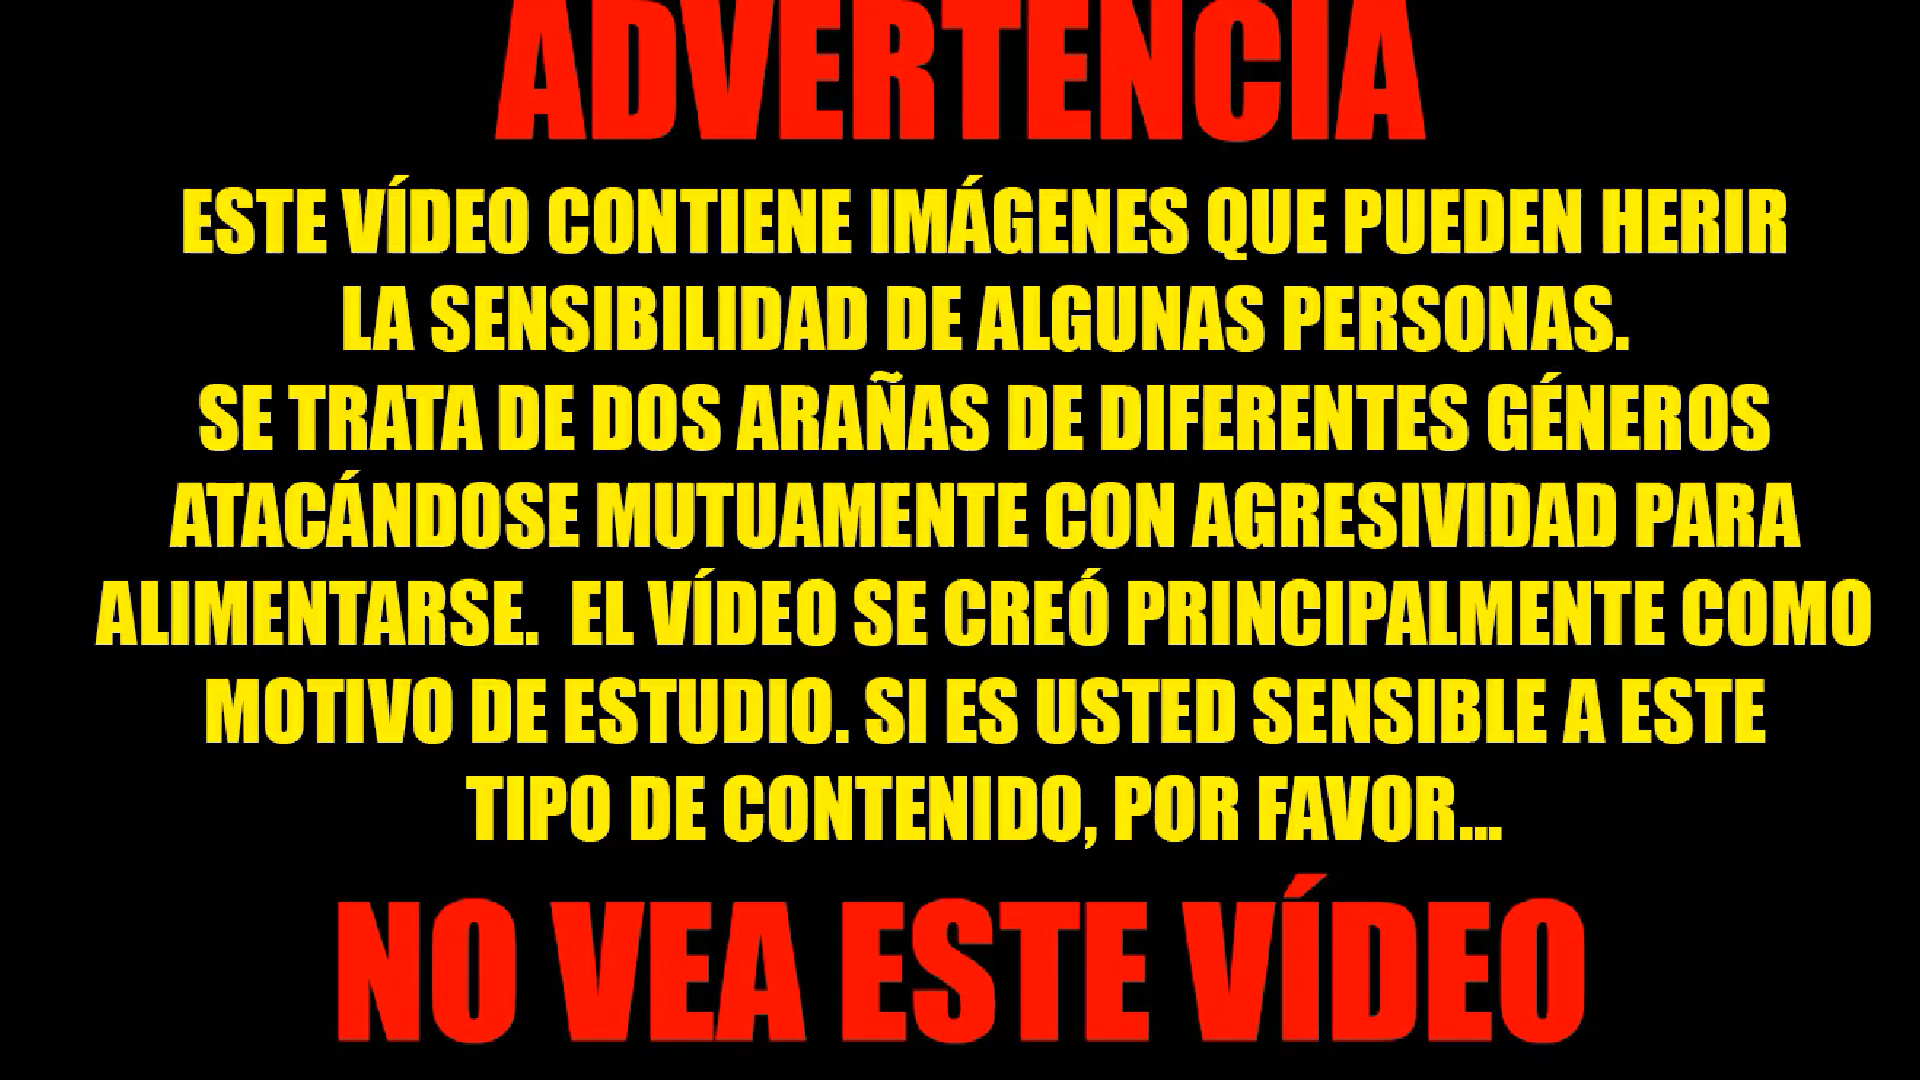 ADVERTENCIA
ESTE VÍDEO CONTIENE IMÁGENES QUE PUEDEN HERIR
LA SENSIBILIDAD DE ALGUNAS PERSONAS.
SE TRATA DE DOS ARAÑAS DE DIFERENTES GÉNEROS
ATACÁNDOSE MUTUAMENTE CON AGRESIVIDAD PARA
ALIMENTARSE.  EL VÍDEO SE CREÓ PRINCIPALMENTE COMO
MOTIVO DE ESTUDIO. SI ES USTED SENSIBLE A ESTE
TIPO DE CONTENIDO, POR FAVOR...
NO VEA ESTE VÍDEO